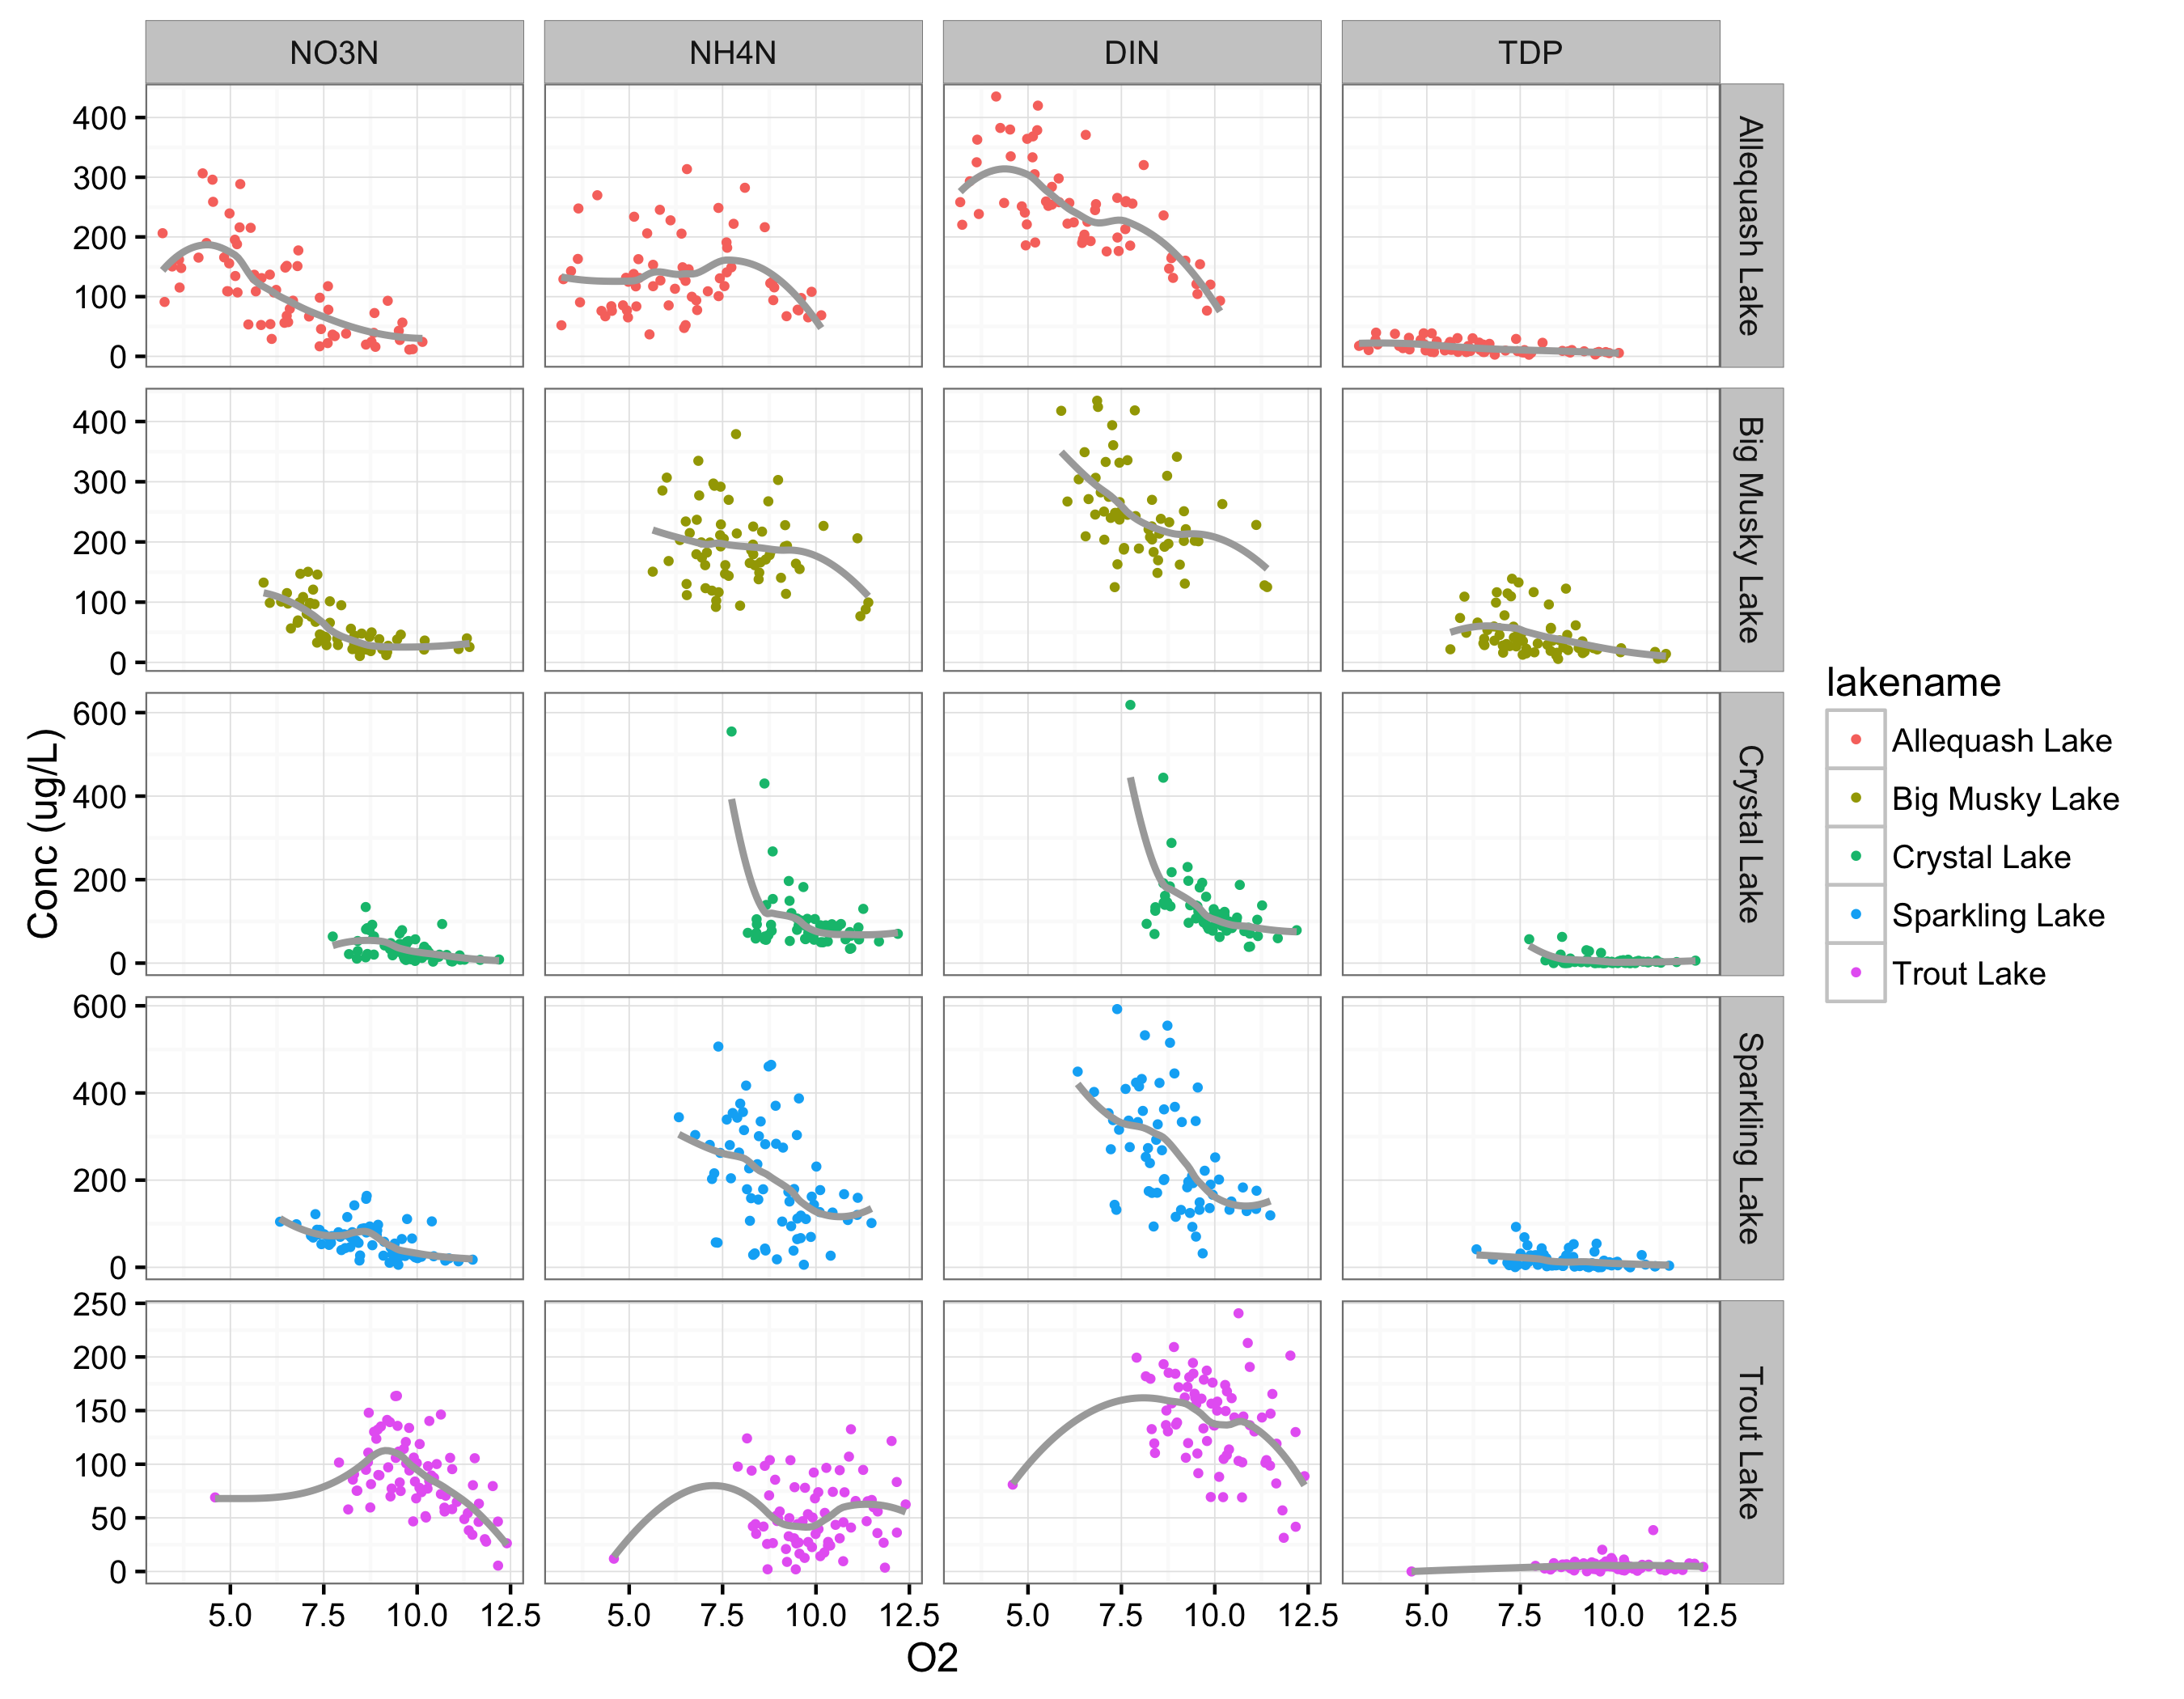 NO3N NH4N DIN TDP
400
300
200
100
0
Allequash Lake
400
300
200
100
0
Big Musky Lake
600
400
200
0
Crystal Lake
600
400
200
0
Sparkling Lake
250
200
150
100
50
0
Trout Lake
5.0 7.5 10.0 12.5 5.0 7.5 10.0 12.5 5.0 7.5 10.0 12.5 5.0 7.5 10.0 12.5
O2
Conc (ug/L)
lakename
Allequash Lake
Big Musky Lake
Crystal Lake
Sparkling Lake
Trout Lake